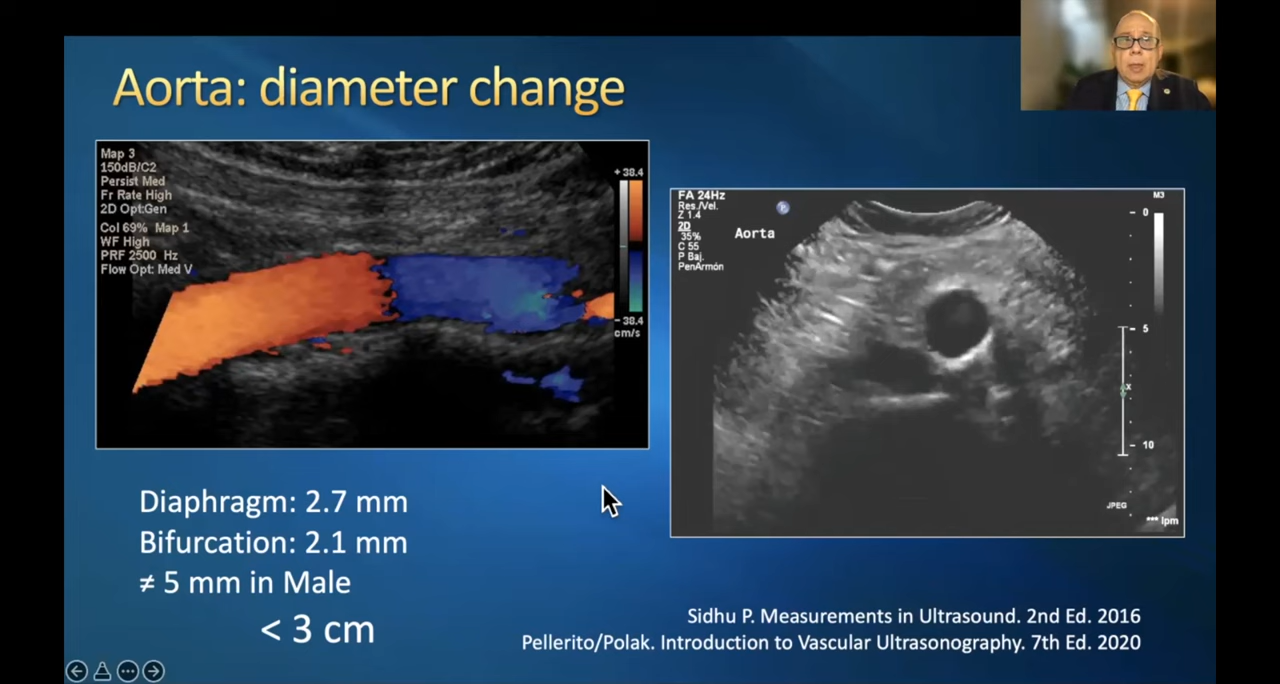 Aorta: diameter change
Map 3
150dB/C2
Persist Med
Fr Rate High
2D Opt:Gen
Col 69% Map 1
WF High
PRF 2500 Hz
Flow Opt: Med V
+ 38.4
- 38.4
cm/s
FA 24Hz
Res./Vel.
Z 1.4
2D
35%
C 55
P Baj.
PenArmón
Aorta
M3
0
5
x
10
JPEG
*** lpm
Diaphragm: 2.7 mm
Bifurcation: 2.1 mm
≠ 5 mm in Male
< 3 cm
Sidhu P. Measurements in Ultrasound. 2nd Ed. 2016
Pellerito/Polak. Introduction to Vascular Ultrasonography. 7th Ed. 2020